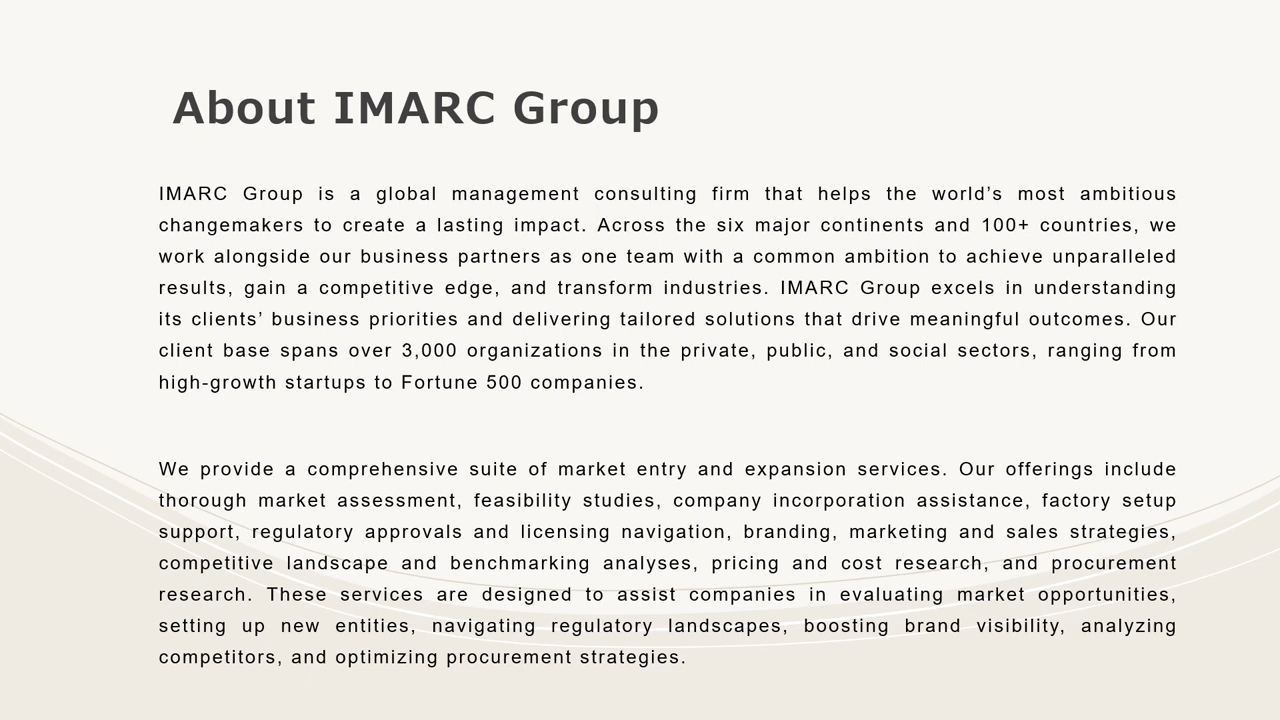 About IMARC Group
IMARC Group is a global management consulting firm that helps the world’s most ambitious
changemakers to create a lasting impact. Across the six major continents and 100+ countries, we
work alongside our business partners as one team with a common ambition to achieve unparalleled
results, gain a competitive edge, and transform industries. IMARC Group excels in understanding
its clients’ business priorities and delivering tailored solutions that drive meaningful outcomes. Our
client base spans over 3,000 organizations in the private, public, and social sectors, ranging from
high-growth startups to Fortune 500 companies.
We provide a comprehensive suite of market entry and expansion services. Our offerings include
thorough market assessment, feasibility studies, company incorporation assistance, factory setup
support, regulatory approvals and licensing navigation, branding, marketing and sales strategies,
competitive landscape and benchmarking analyses, pricing and cost research, and procurement
research. These services are designed to assist companies in evaluating market opportunities,
setting up new entities, navigating regulatory landscapes, boosting brand visibility, analyzing
competitors, and optimizing procurement strategies.